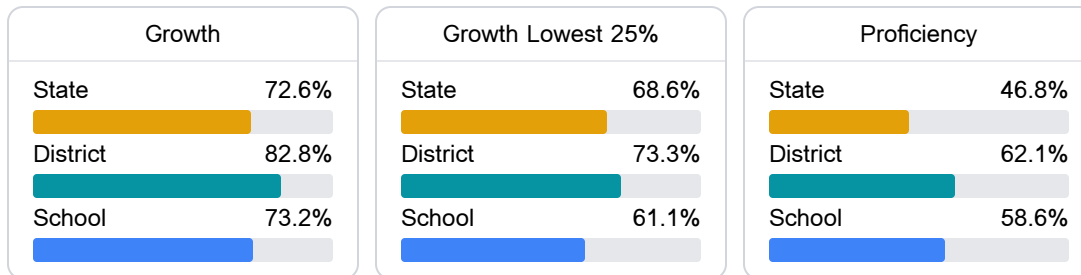 Growth
State 72.6%
District 82.8%
School 73.2%
Growth Lowest 25%
State 68.6%
District 73.3%
School 61.1%
Proficiency
State 46.8%
District 62.1%
School 58.6%